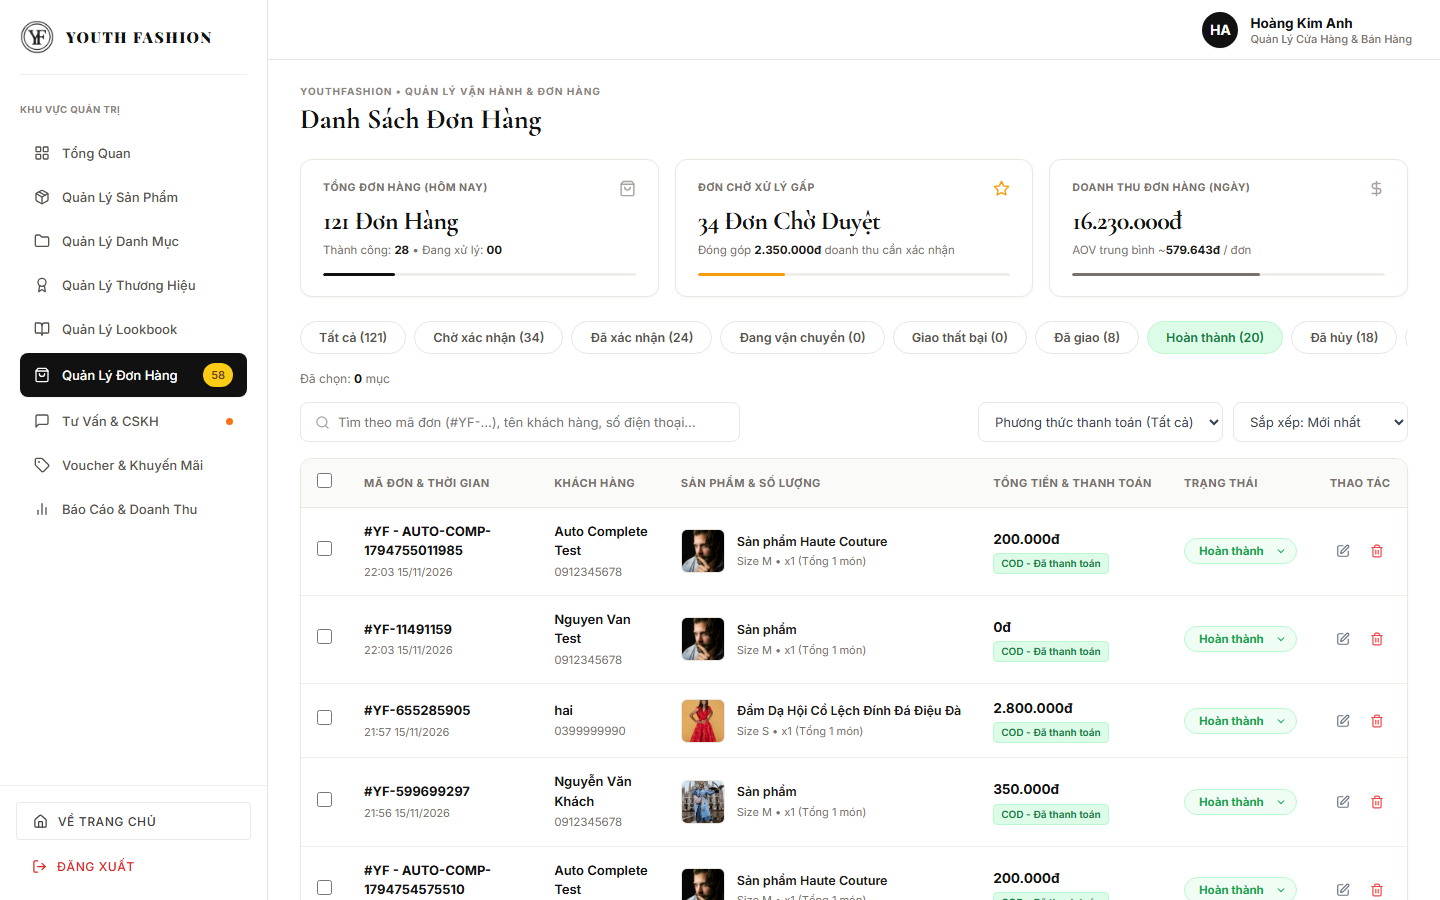 YF YOUTH FASHION
KHU VỰC QUẢN TRỊ
Tổng Quan
Quản Lý Sản Phẩm
Quản Lý Danh Mục
Quản Lý Thương Hiệu
Quản Lý Lookbook
Quản Lý Đơn Hàng 58
Tư Vấn & CSKH
Voucher & Khuyến Mãi
Báo Cáo & Doanh Thu
VỀ TRANG CHỦ
ĐĂNG XUẤT
HA
Hoàng Kim Anh
Quản Lý Cửa Hàng & Bán Hàng
YOUTHFASHION • QUẢN LÝ VẬN HÀNH & ĐƠN HÀNG
Danh Sách Đơn Hàng
TỔNG ĐƠN HÀNG (HÔM NAY)
121 Đơn Hàng
Thành công: 28 • Đang xử lý: 00
ĐƠN CHỜ XỬ LÝ GẤP
34 Đơn Chờ Duyệt
Đóng góp 2.350.000đ doanh thu cần xác nhận
DOANH THU ĐƠN HÀNG (NGÀY)
16.230.000đ
AOV trung bình ~579.643đ / đơn
Tất cả (121)
Chờ xác nhận (34)
Đã xác nhận (24)
Đang vận chuyển (0)
Giao thất bại (0)
Đã giao (8)
Hoàn thành (20)
Đã hủy (18)
Đã chọn: 0 mục
Tìm theo mã đơn (#YF-...), tên khách hàng, số điện thoại...
Phương thức thanh toán (Tất cả)
Sắp xếp: Mới nhất
MÃ ĐƠN & THỜI GIAN
KHÁCH HÀNG
SẢN PHẨM & SỐ LƯỢNG
TỔNG TIỀN & THANH TOÁN
TRẠNG THÁI
THAO TÁC
#YF - AUTO-COMP-
1794755011985
22:03 15/11/2026
Auto Complete
Test
0912345678
Sản phẩm Haute Couture
Size M • x1 (Tổng 1 món)
200.000đ
COD - Đã thanh toán
Hoàn thành
#YF-11491159
22:03 15/11/2026
Nguyen Van
Test
0912345678
Sản phẩm
Size M • x1 (Tổng 1 món)
0đ
COD - Đã thanh toán
Hoàn thành
#YF-655285905
21:57 15/11/2026
hai
0399999990
Đầm Dạ Hội Cổ Lệch Đính Đá Điệu Đà
Size S • x1 (Tổng 1 món)
2.800.000đ
COD - Đã thanh toán
Hoàn thành
#YF-599699297
21:56 15/11/2026
Nguyễn Văn
Khách
0912345678
Sản phẩm
Size M • x1 (Tổng 1 món)
350.000đ
COD - Đã thanh toán
Hoàn thành
#YF - AUTO-COMP-
1794754575510
Auto Complete
Test
Sản phẩm Haute Couture
Size M • x1 (Tổng 1 món)
200.000đ
COD - Đã thanh toán
Hoàn thành